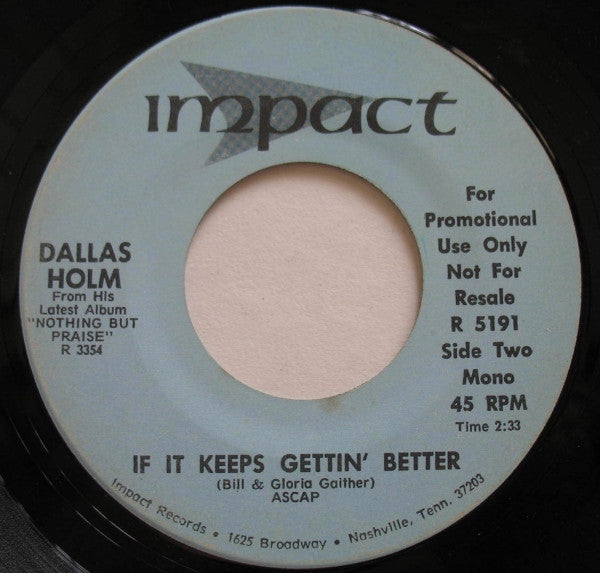 impact
DALLAS
HOLM
From His
Latest Album
"NOTHING BUT
PRAISE"
R 3354
For
Promotional
Use Only
Not For
Resale
R 5191
Side Two
Mono
45 RPM
Time 2:33
IF IT KEEPS GETTIN' BETTER
(Bill & Gloria Gaither)
ASCAP
Impact Records • 1625 Broadway • Nashville, Tenn. 37203